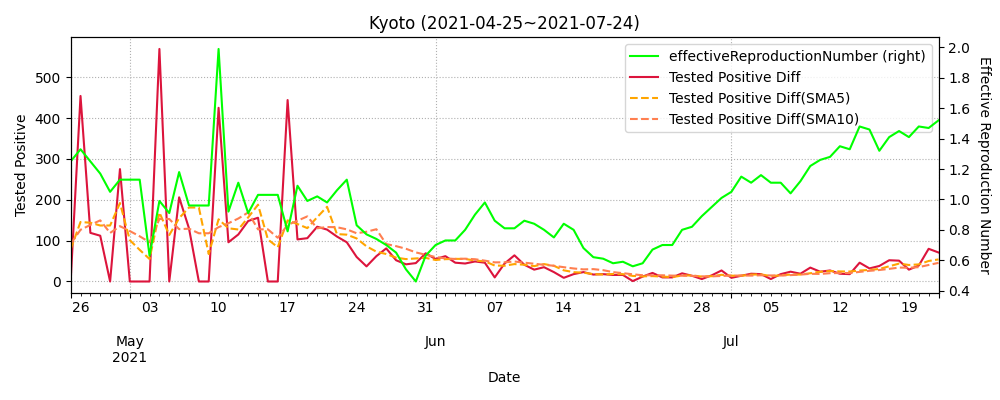 Kyoto (2021-04-25~2021-07-24)
effectiveReproductionNumber (right)
Tested Positive Diff
Tested Positive Diff(SMA5)
Tested Positive Diff(SMA10)
Tested Positive
500
400
300
200
100
0
2.0
1.8
1.6
1.4
1.2
1.0
0.8
0.6
0.4
Effective Reproduction Number
26 03 10 17 24 31 07 14 21 28 05 12 19
May Jun Jul
2021
Date